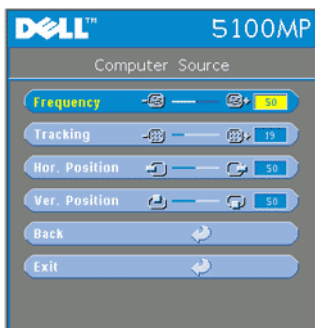 DELL™ 5100MP
Computer Source
Frequency 50
Tracking 19
Hor. Position 50
Ver. Position 50
Back
Exit